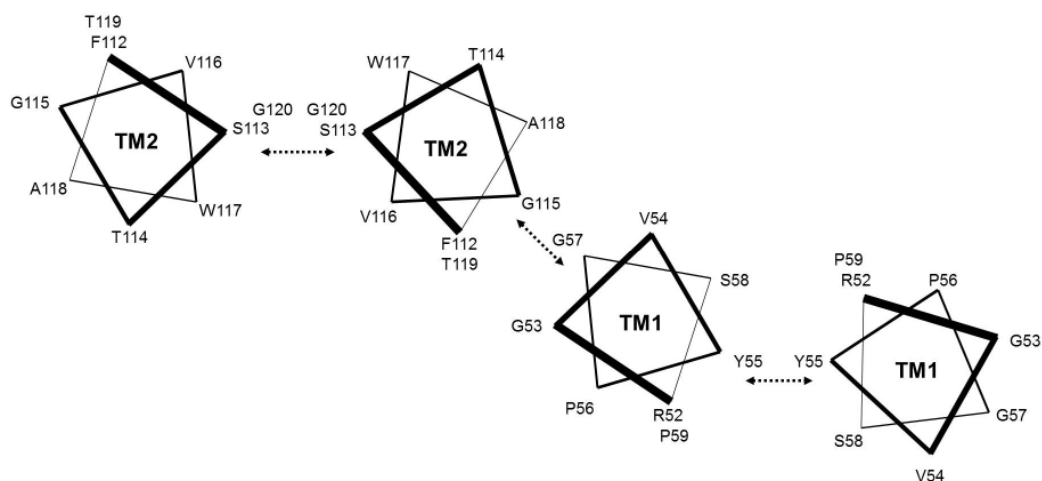 T119
F112
V116
G115
TM2
S113
G120
A118
W117
T114
G120
S113
W117
T114
TM2
A118
V116
G115
F112
T119
G57
V54
S58
G53
TM1
Y55
P56
R52
P59
P59
R52
P56
Y55
TM1
G53
S58
G57
V54